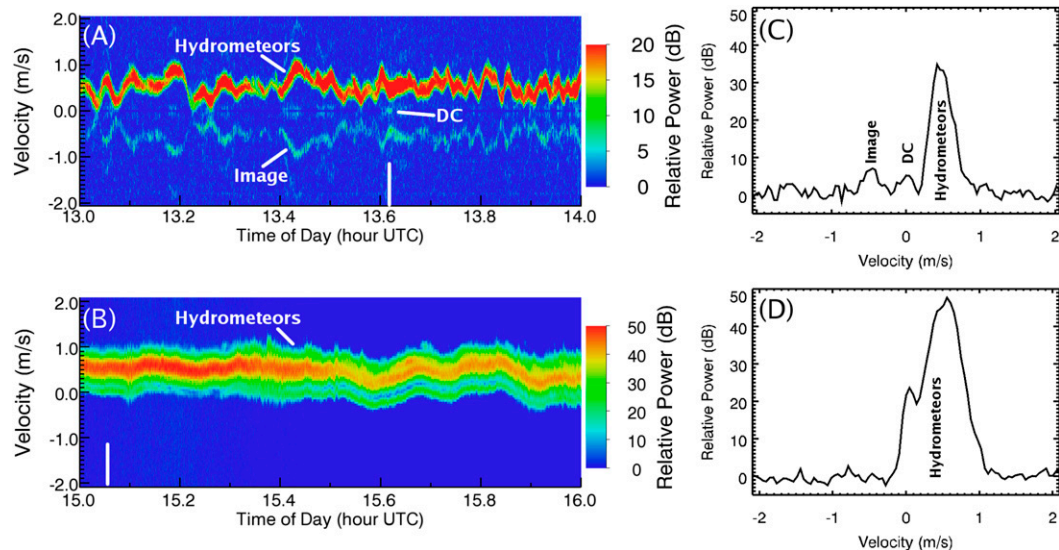 (A)
Hydrometeors
DC
Image
Velocity (m/s)
2.0
1.0
0.0
-1.0
-2.0
13.0 13.2 13.4 13.6 13.8 14.0
Time of Day (hour UTC)
20
15
10
5
0
Relative Power (dB)
(C)
50
40
30
20
10
0
Relative Power (dB)
Image
DC
Hydrometeors
-2 -1 0 1 2
Velocity (m/s)
(B)
Hydrometeors
Velocity (m/s)
2.0
1.0
0.0
-1.0
-2.0
15.0 15.2 15.4 15.6 15.8 16.0
Time of Day (hour UTC)
50
40
30
20
10
0
Relative Power (dB)
(D)
50
40
30
20
10
0
Relative Power (dB)
Hydrometeors
-2 -1 0 1 2
Velocity (m/s)